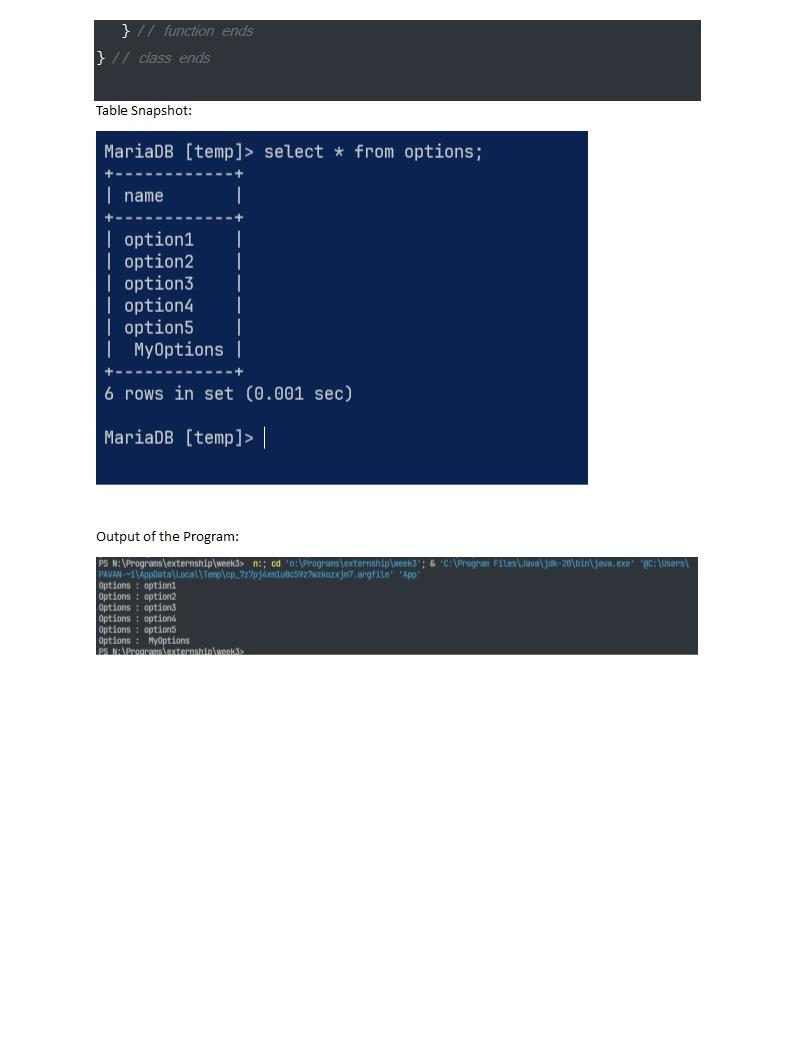 } // function ends
} // class ends
Table Snapshot:
MariaDB [temp]> select * from options;
+------------+
| name       |
+------------+
| option1    |
| option2    |
| option3    |
| option4    |
| option5    |
|  MyOptions |
+------------+
6 rows in set (0.001 sec)
MariaDB [temp]>
Output of the Program:
PS N:\Programs\externship\week3>  n:; cd 'n:\Programs\externship\week3'; & 'C:\Program Files\Java\jdk-20\bin\java.exe' '@C:\Users\
PAVAN-~1\AppData\Local\Temp\cp_7z7pj4xm1u8c59z7wzkozxjm7.argfile' 'App'
Options : option1
Options : option2
Options : option3
Options : option4
Options : option5
Options :  MyOptions
PS N:\Programs\externship\week3>